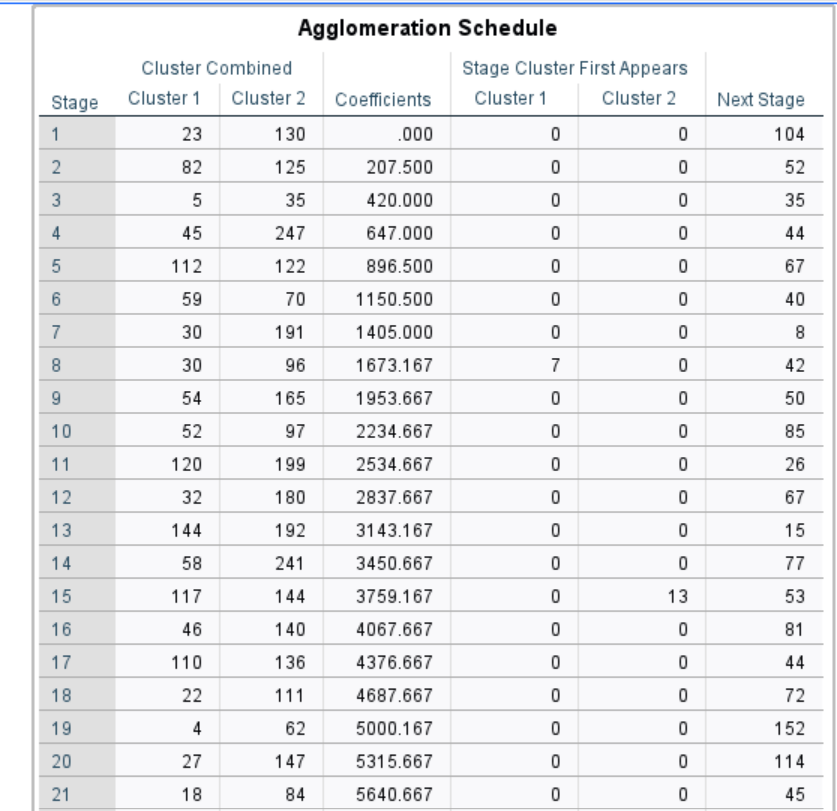 Agglomeration Schedule
Cluster Combined Stage Cluster First Appears
Stage Cluster 1 Cluster 2 Coefficients Cluster 1 Cluster 2 Next Stage
1 23 130 .000 0 0 104
2 82 125 207.500 0 0 52
3 5 35 420.000 0 0 35
4 45 247 647.000 0 0 44
5 112 122 896.500 0 0 67
6 59 70 1150.500 0 0 40
7 30 191 1405.000 0 0 8
8 30 96 1673.167 7 0 42
9 54 165 1953.667 0 0 50
10 52 97 2234.667 0 0 85
11 120 199 2534.667 0 0 26
12 32 180 2837.667 0 0 67
13 144 192 3143.167 0 0 15
14 58 241 3450.667 0 0 77
15 117 144 3759.167 0 13 53
16 46 140 4067.667 0 0 81
17 110 136 4376.667 0 0 44
18 22 111 4687.667 0 0 72
19 4 62 5000.167 0 0 152
20 27 147 5315.667 0 0 114
21 18 84 5640.667 0 0 45